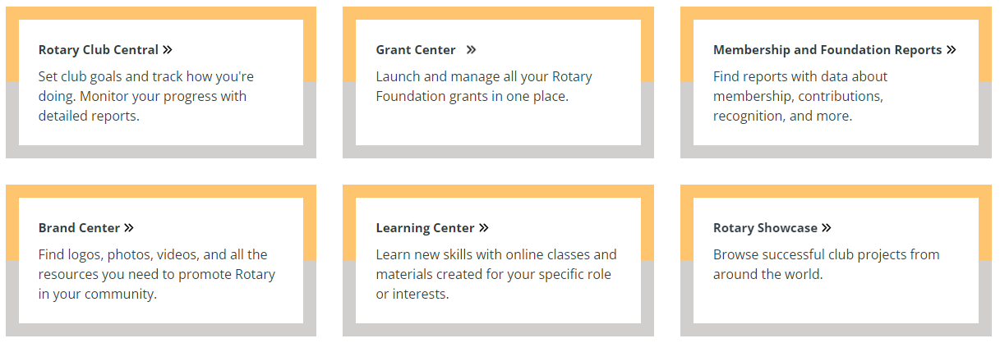 Rotary Club Central »
Set club goals and track how you're
doing. Monitor your progress with
detailed reports.
Grant Center »
Launch and manage all your Rotary
Foundation grants in one place.
Membership and Foundation Reports »
Find reports with data about
membership, contributions,
recognition, and more.
Brand Center »
Find logos, photos, videos, and all the
resources you need to promote Rotary
in your community.
Learning Center »
Learn new skills with online classes and
materials created for your specific role
or interests.
Rotary Showcase »
Browse successful club projects from
around the world.